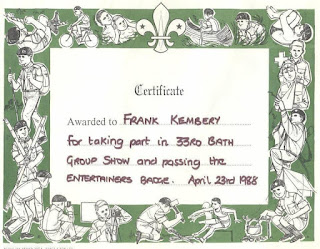 Certificate
Awarded to FRANK KEMBERY
for taking part in 33RD BATH
GROUP SHOW and passing the
ENTERTAINERS BADGE. April 23rd 1988